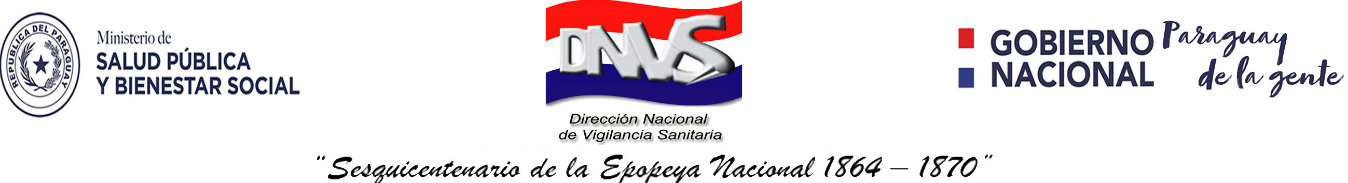 REPUBLICA DEL PARAGUAY
Ministerio de
SALUD PÚBLICA
Y BIENESTAR SOCIAL
DNVS
Dirección Nacional
de Vigilancia Sanitaria
GOBIERNO
NACIONAL
Paraguay
de la gente
"Sesquicentenario de la Epopeya Nacional 1864 – 1870"